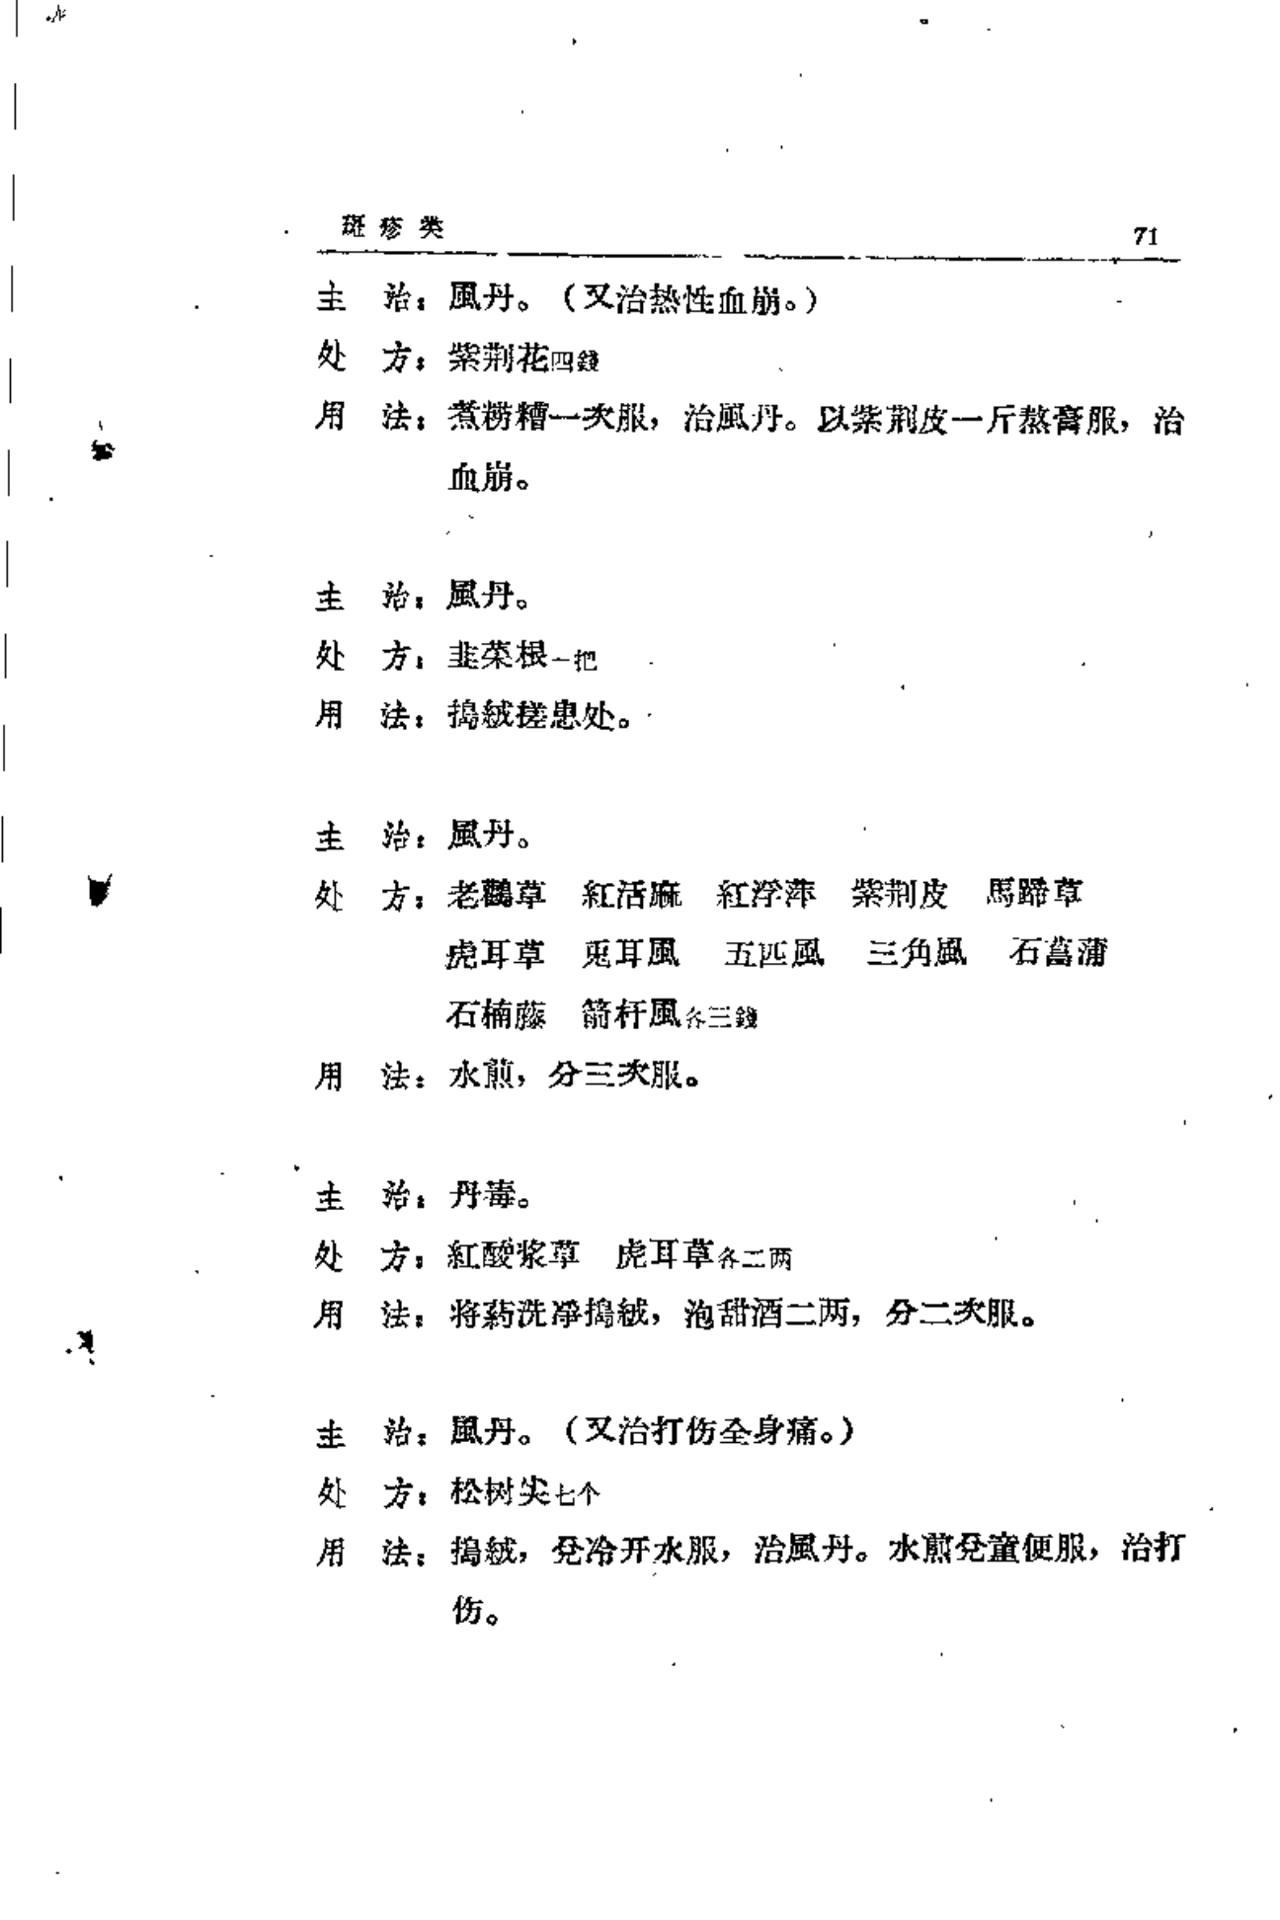 斑疹类 71
主 治：風丹。（又治热性血崩。）
处 方：紫荆花四錢
用 法：煮捞糟一次服，治風丹。以紫荆皮一斤熬膏服，治
血崩。
主 治：風丹。
处 方：韭菜根一把
用 法：搗絨搓患处。
主 治：風丹。
处 方：老鸛草 紅活麻 紅浮萍 紫荆皮 馬蹄草
虎耳草 兎耳風 五匹風 三角風 石菖蒲
石楠藤 箭杆風各三錢
用 法：水煎，分三次服。
主 治：丹毒。
处 方：紅酸浆草 虎耳草各二两
用 法：将葯洗净搗絨，泡甜酒二两，分二次服。
主 治：風丹。（又治打伤全身痛。）
处 方：松树尖七个
用 法：搗絨，兌冷开水服，治風丹。水煎兌童便服，治打
伤。